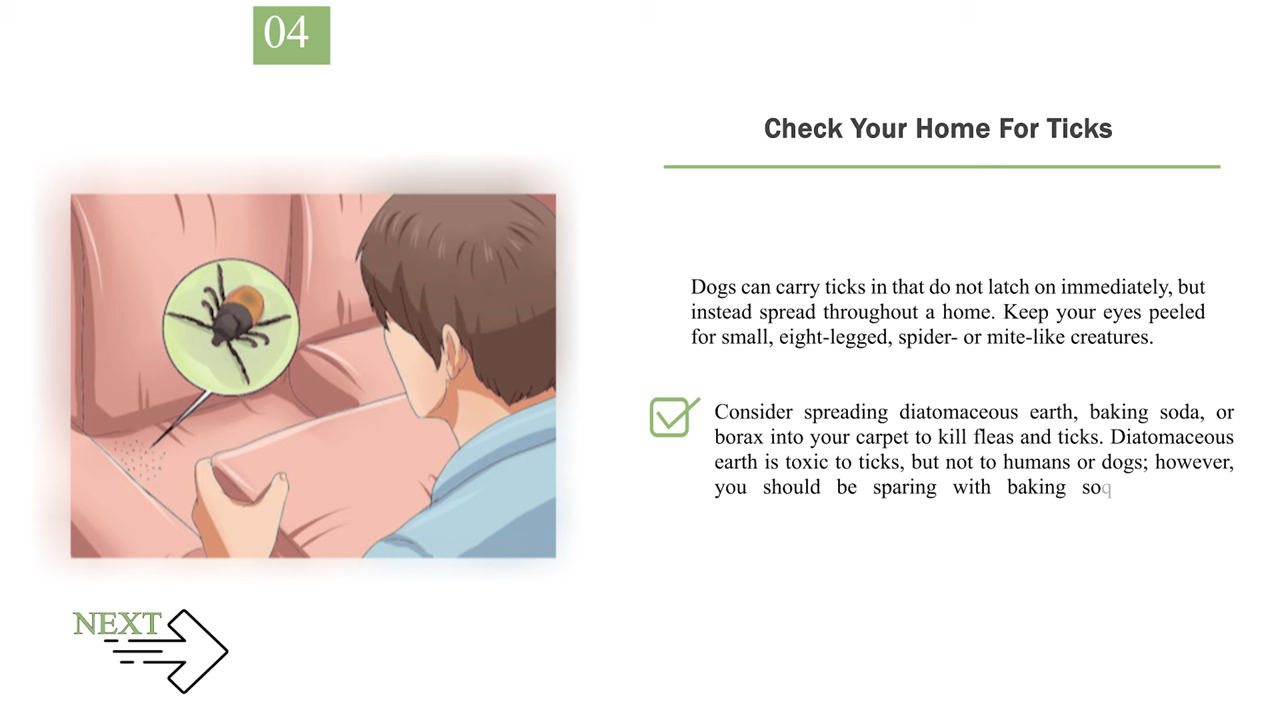 04
Check Your Home For Ticks
Dogs can carry ticks in that do not latch on immediately, but
instead spread throughout a home. Keep your eyes peeled
for small, eight-legged, spider- or mite-like creatures.
Consider spreading diatomaceous earth, baking soda, or
borax into your carpet to kill fleas and ticks. Diatomaceous
earth is toxic to ticks, but not to humans or dogs; however,
you should be sparing with baking soq
NEXT